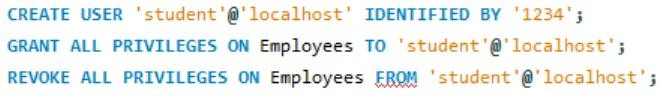 CREATE USER 'student'@'localhost' IDENTIFIED BY '1234';
GRANT ALL PRIVILEGES ON Employees TO 'student'@'localhost';
REVOKE ALL PRIVILEGES ON Employees FROM 'student'@'localhost';